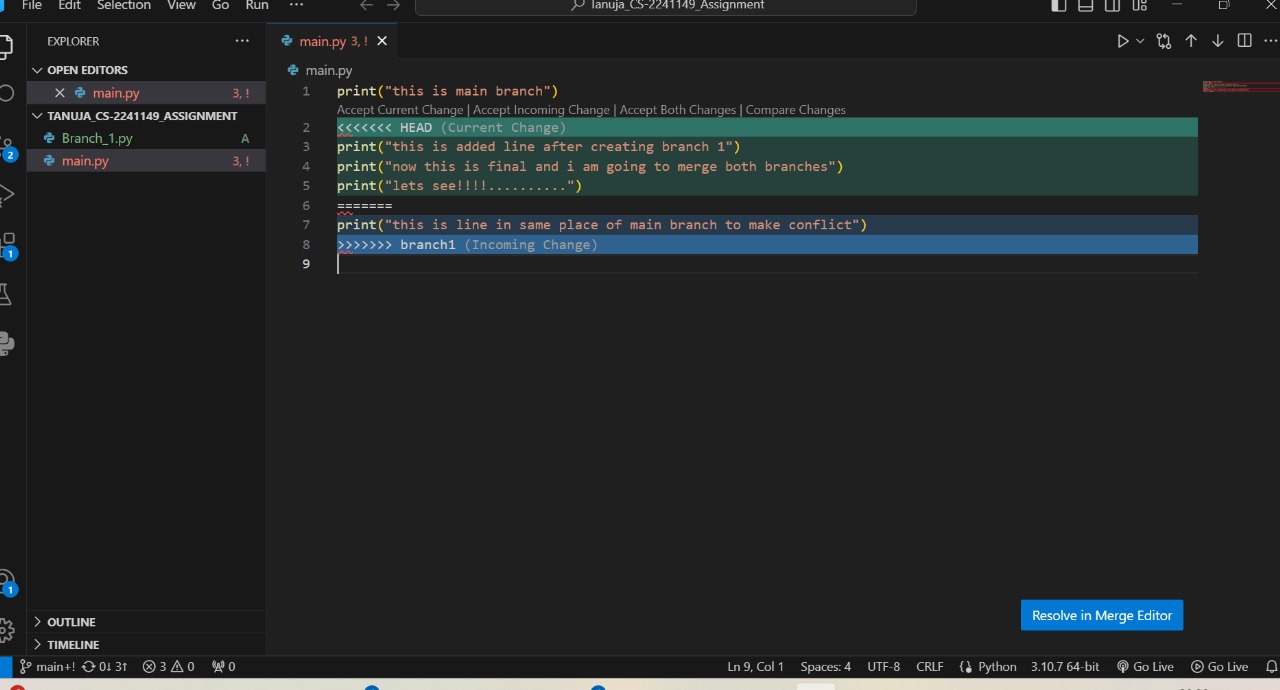 File Edit Selection View Go Run ··· ← → Tanuja_CS-2241149_Assignment
EXPLORER ···
main.py 3, ! ×
OPEN EDITORS
× main.py 3, !
TANUJA_CS-2241149_ASSIGNMENT
Branch_1.py A
main.py 3, !
2
1
1
main.py
1 print("this is main branch")
Accept Current Change | Accept Incoming Change | Accept Both Changes | Compare Changes
2 <<<<<<< HEAD (Current Change)
3 print("this is added line after creating branch 1")
4 print("now this is final and i am going to merge both branches")
5 print("lets see!!!!..........")
6 =======
7 print("this is line in same place of main branch to make conflict")
8 >>>>>>> branch1 (Incoming Change)
9
Resolve in Merge Editor
OUTLINE
TIMELINE
main+! 0↓ 3↑ 3 0 0 Ln 9, Col 1 Spaces: 4 UTF-8 CRLF Python 3.10.7 64-bit Go Live Go Live